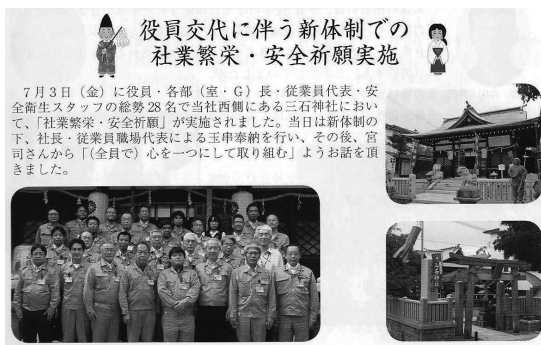 役員交代に伴う新体制での
社業繁栄・安全祈願実施
７月３日（金）に役員・各部（室・Ｇ）長・従業員代表・安
全衛生スタッフの総勢28名で当社西側にある三石神社におい
て、「社業繁栄・安全祈願」が実施されました。当日は新体制の
下、社長・従業員職場代表による玉串奉納を行い、その後、宮
司さんから「（全員で）心を一つにして取り組む」ようお話を頂
きました。
三石神社